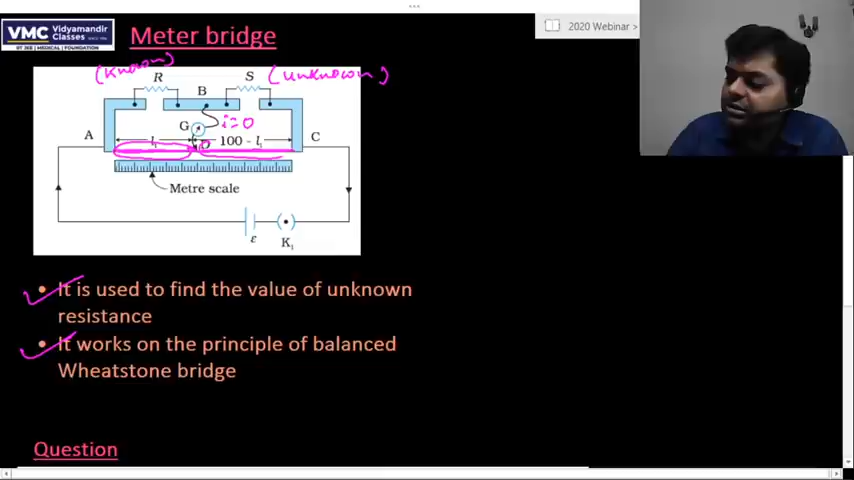 VMC Vidyamandir Classes
IIT JEE | MEDICAL | FOUNDATION
Meter bridge
2020 Webinar >
(Known) R B S (Unknown)
G i=0
A l₁ D 100 - l₁ C
Metre scale
ε K₁
• It is used to find the value of unknown
resistance
• It works on the principle of balanced
Wheatstone bridge
Question